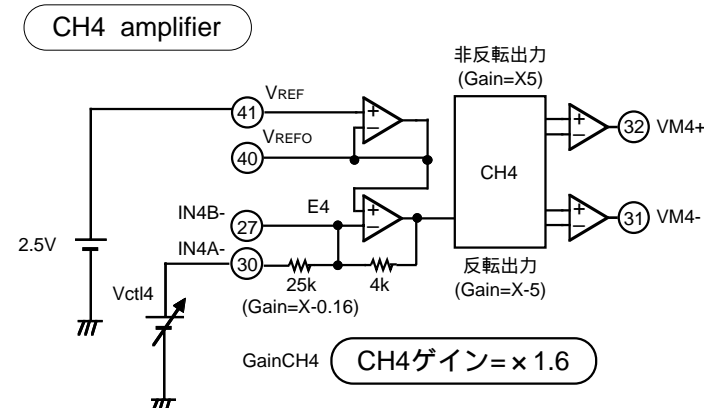 CH4 amplifier
非反転出力
(Gain=X5)
VREF
41
VREFO
40
32 VM4+
CH4
IN4B-
E4
27
IN4A-
30
31 VM4-
2.5V
25k
4k
反転出力
(Gain=X-5)
Vctl4
(Gain=X-0.16)
GainCH4
CH4ゲイン=×1.6